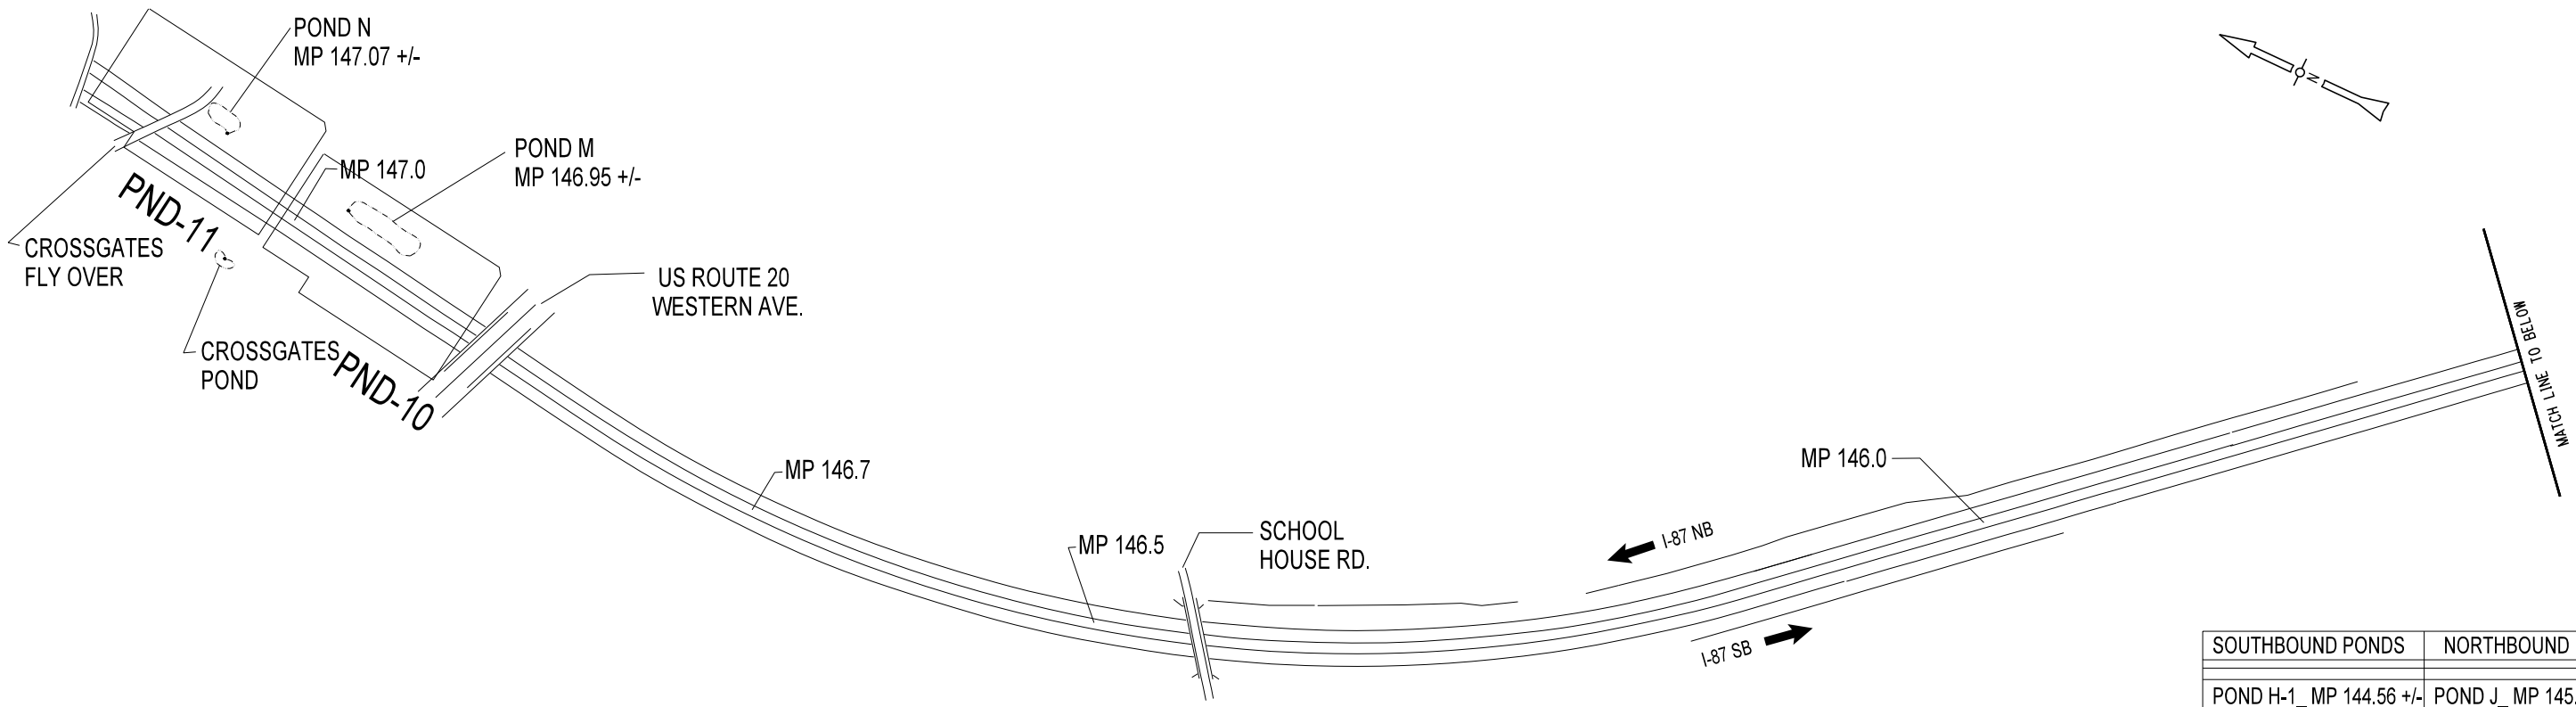 POND N
MP 147.07 +/-
POND M
MP 146.95 +/-
MP 147.0
PND-11
CROSSGATES
FLY OVER
CROSSGATES
POND
PND-10
US ROUTE 20
WESTERN AVE.
N
MP 146.7
MP 146.5
SCHOOL
HOUSE RD.
I-87 NB
I-87 SB
MP 146.0
MATCH LINE TO BELOW
SOUTHBOUND PONDS
NORTHBOUND
POND H-1_ MP 144.56 +/-
POND J_ MP 145.